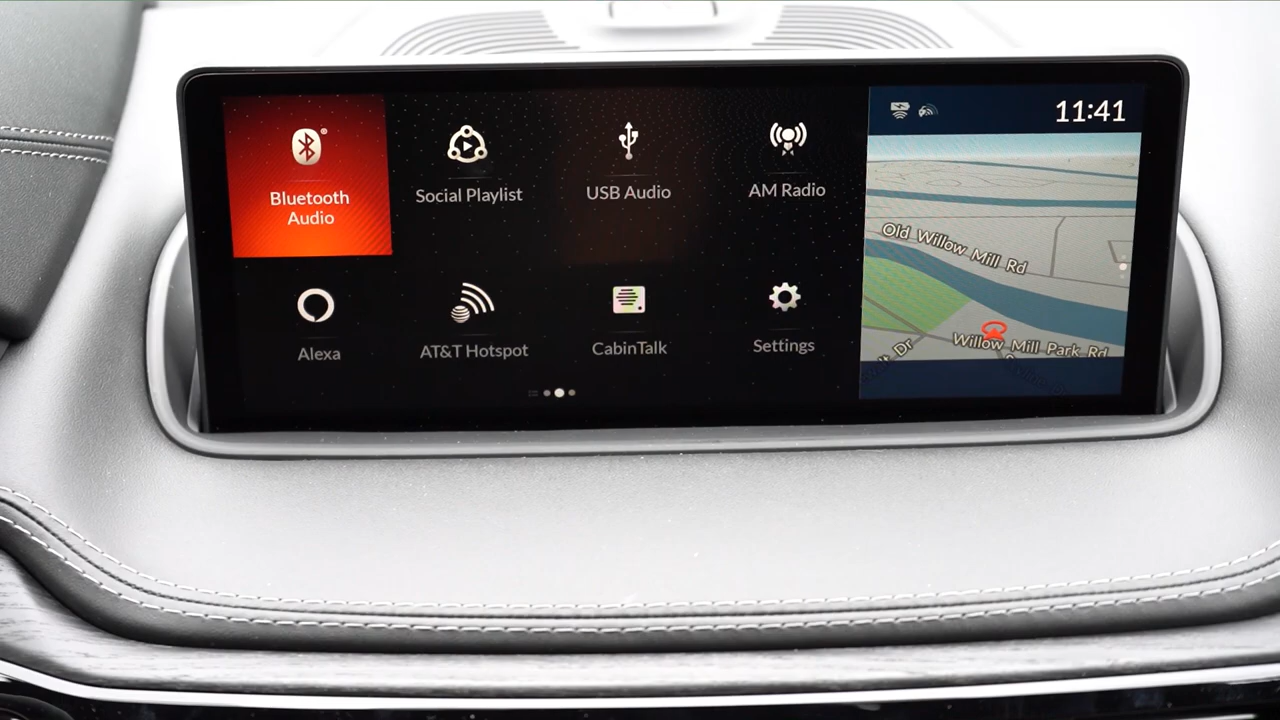 Bluetooth
Audio
Social Playlist
USB Audio
AM Radio
11:41
Alexa
AT&T Hotspot
CabinTalk
Settings
Old Willow Mill Rd
Willow Mill Park Rd
Dr